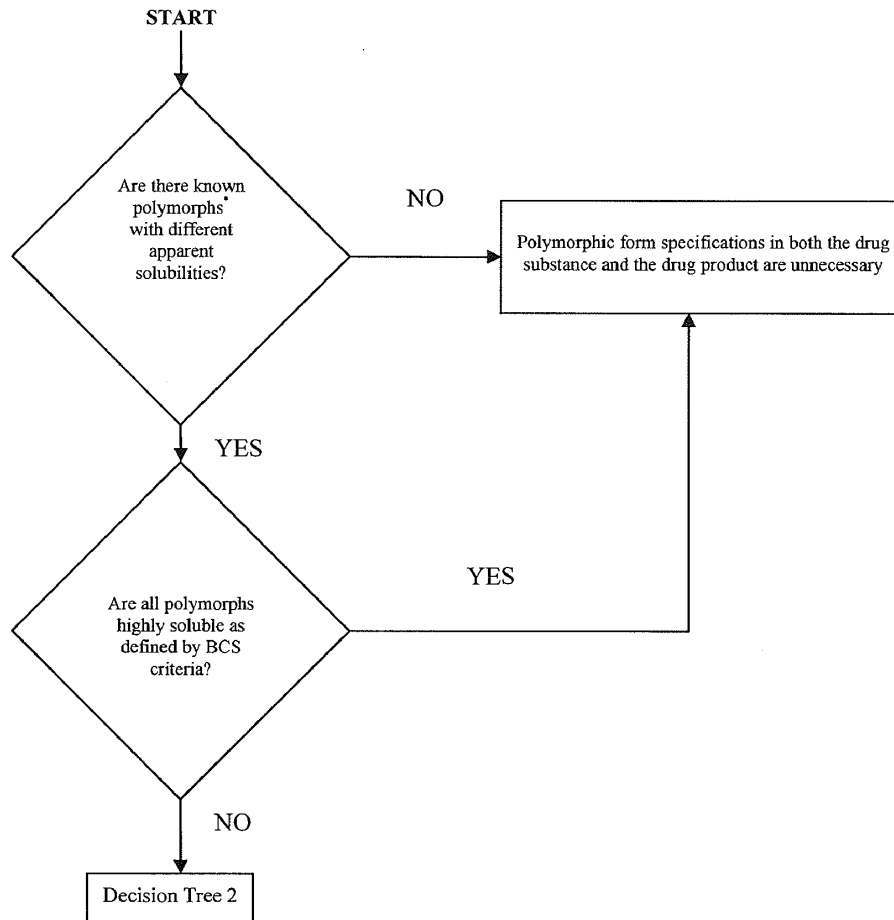 START
Are there known
polymorphs*
with different
apparent
solubilities?
NO
Polymorphic form specifications in both the drug
substance and the drug product are unnecessary
YES
Are all polymorphs
highly soluble as
defined by BCS
criteria?
YES
NO
Decision Tree 2